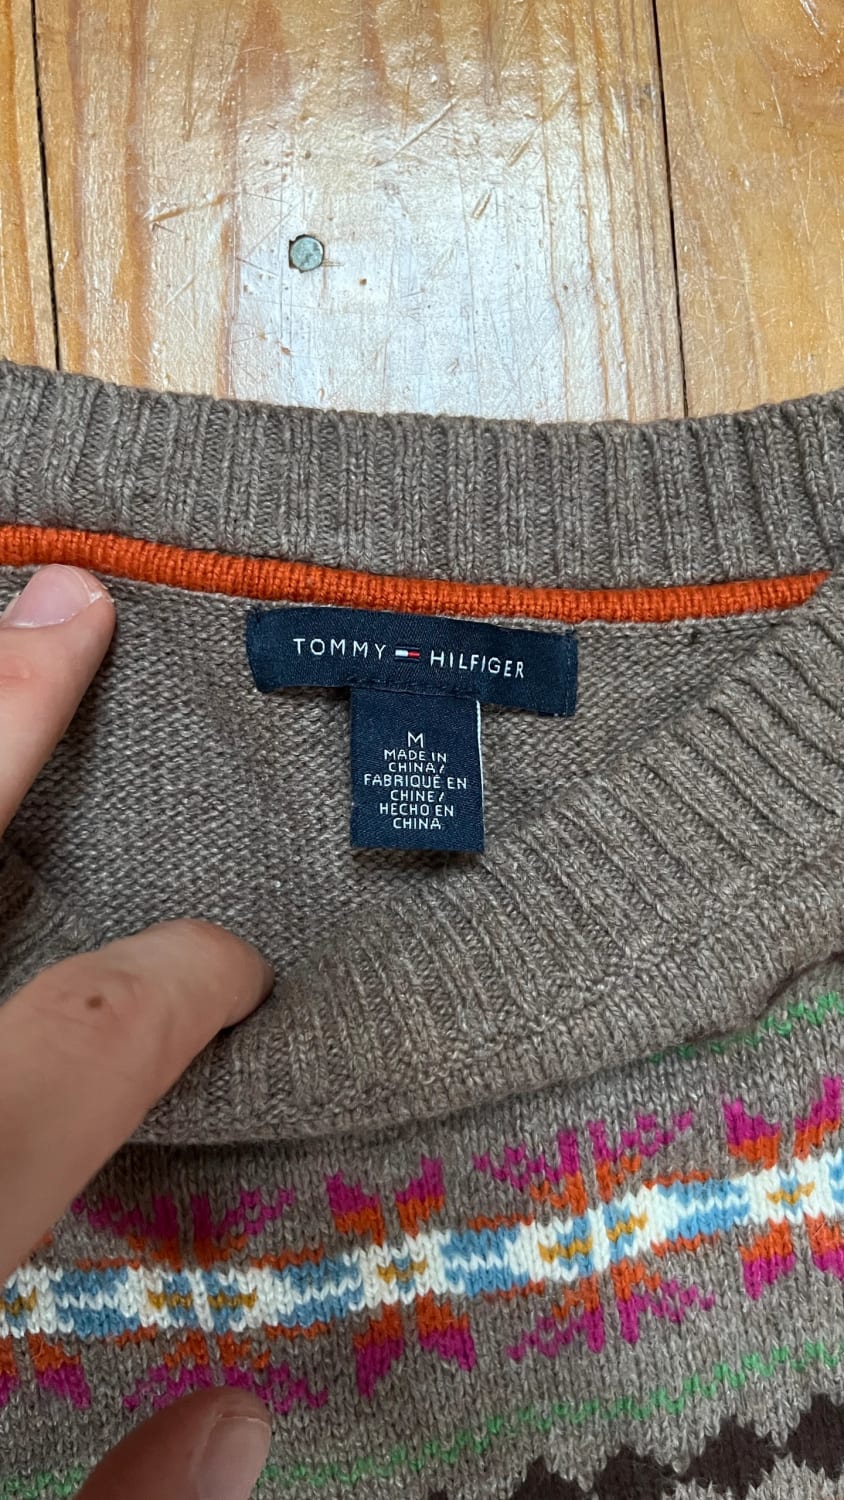 TOMMY HILFIGER
M
MADE IN
CHINA/
FABRIQUÉ EN
CHINE/
HECHO EN
CHINA